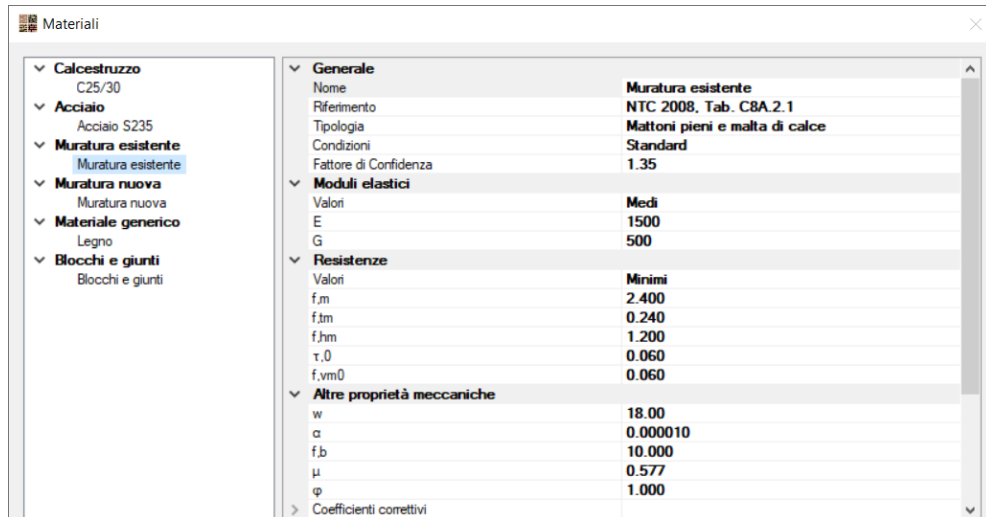 Materiali
Calcestruzzo
C25/30
Acciaio
Acciaio S235
Muratura esistente
Muratura esistente
Muratura nuova
Muratura nuova
Materiale generico
Legno
Blocchi e giunti
Blocchi e giunti
Generale
Nome Muratura esistente
Riferimento NTC 2008, Tab. C8A.2.1
Tipologia Mattoni pieni e malta di calce
Condizioni Standard
Fattore di Confidenza 1.35
Moduli elastici
Valori Medi
E 1500
G 500
Resistenze
Valori Minimi
f,m 2.400
f,tm 0.240
f,hm 1.200
τ,0 0.060
f,vm0 0.060
Altre proprietà meccaniche
w 18.00
α 0.000010
f,b 10.000
μ 0.577
φ 1.000
Coefficienti correttivi